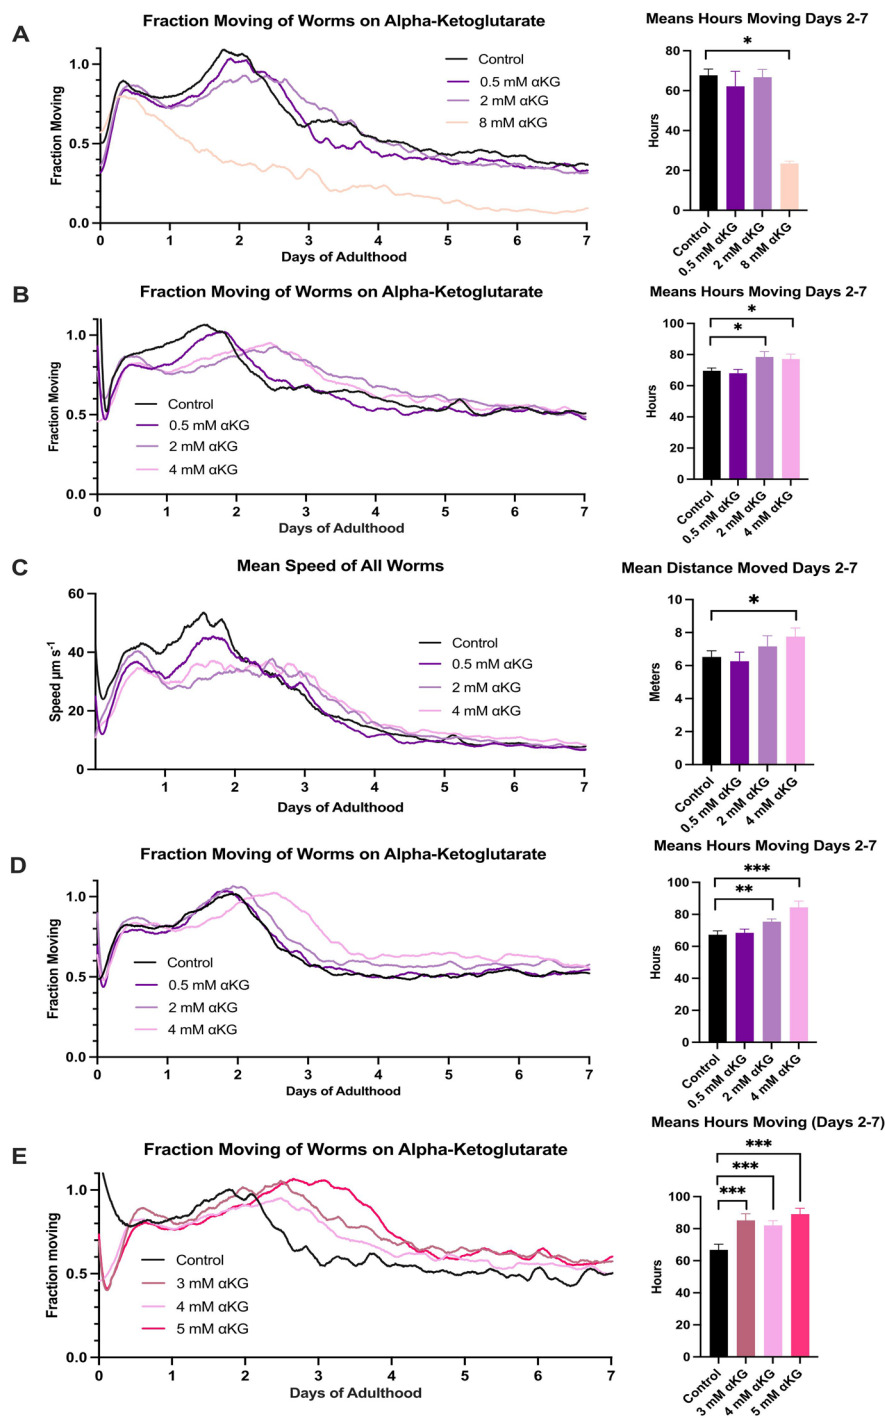 A
Fraction Moving of Worms on Alpha-Ketoglutarate
Fraction Moving
1.0
0.5
0.0
Control
0.5 mM αKG
2 mM αKG
8 mM αKG
0 1 2 3 4 5 6 7
Days of Adulthood
Means Hours Moving Days 2-7
*
Hours
80
60
40
20
0
Control
0.5 mM αKG
2 mM αKG
8 mM αKG
B
Fraction Moving of Worms on Alpha-Ketoglutarate
Fraction Moving
1.0
0.5
0.0
Control
0.5 mM αKG
2 mM αKG
4 mM αKG
0 1 2 3 4 5 6 7
Days of Adulthood
Means Hours Moving Days 2-7
*
*
Hours
100
80
60
40
20
0
Control
0.5 mM αKG
2 mM αKG
4 mM αKG
C
Mean Speed of All Worms
Speed µm s-1
60
40
20
0
Control
0.5 mM αKG
2 mM αKG
4 mM αKG
1 2 3 4 5 6 7
Days of Adulthood
Mean Distance Moved Days 2-7
*
Meters
10
8
6
4
2
0
Control
0.5 mM αKG
2 mM αKG
4 mM αKG
D
Fraction Moving of Worms on Alpha-Ketoglutarate
Fraction Moving
1.0
0.5
0.0
Control
0.5 mM αKG
2 mM αKG
4 mM αKG
0 1 2 3 4 5 6 7
Days of Adulthood
Means Hours Moving Days 2-7
***
**
Hours
100
80
60
40
20
0
Control
0.5 mM αKG
2 mM αKG
4 mM αKG
E
Fraction Moving of Worms on Alpha-Ketoglutarate
Fraction moving
1.0
0.5
0.0
Control
3 mM αKG
4 mM αKG
5 mM αKG
0 1 2 3 4 5 6 7
Days of Adulthood
Means Hours Moving (Days 2-7)
***
***
***
Hours
100
80
60
40
20
0
Control
3 mM αKG
4 mM αKG
5 mM αKG